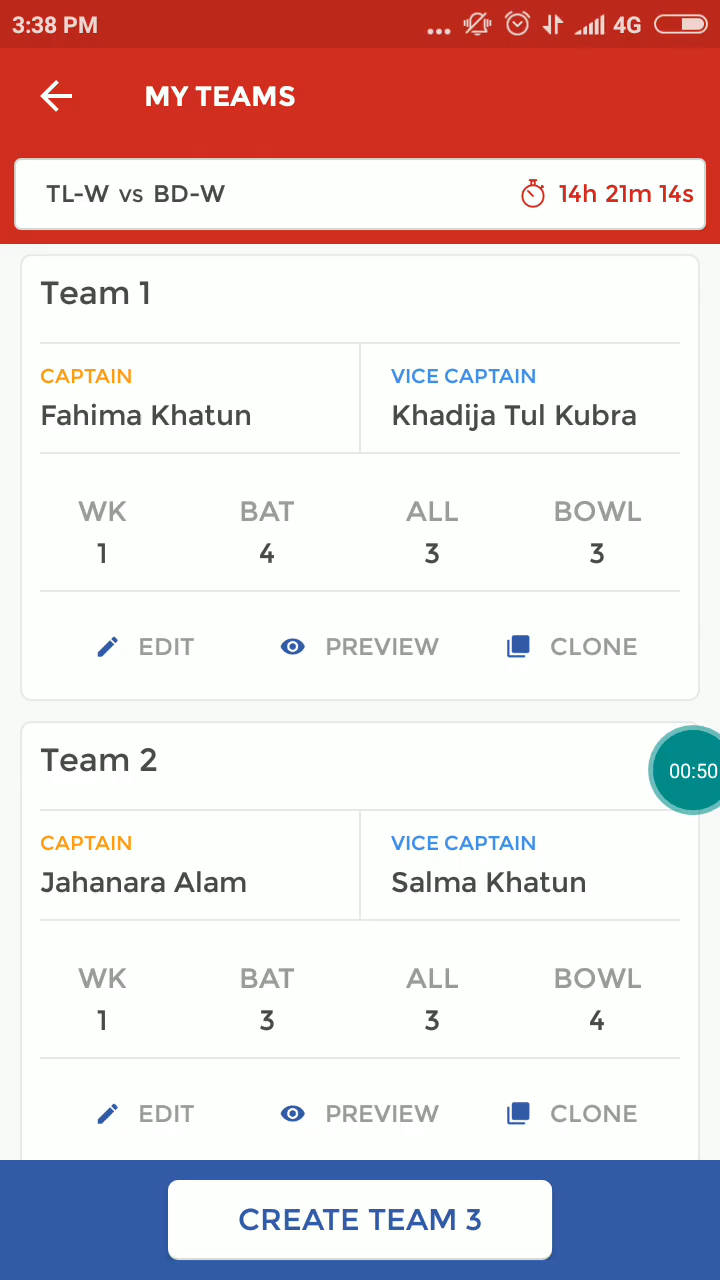 3:38 PM
4G
MY TEAMS
TL-W vs BD-W
14h 21m 14s
Team 1
CAPTAIN
VICE CAPTAIN
Fahima Khatun
Khadija Tul Kubra
WK
BAT
ALL
BOWL
1
4
3
3
EDIT
PREVIEW
CLONE
Team 2
00:50
CAPTAIN
VICE CAPTAIN
Jahanara Alam
Salma Khatun
WK
BAT
ALL
BOWL
1
3
3
4
EDIT
PREVIEW
CLONE
CREATE TEAM 3